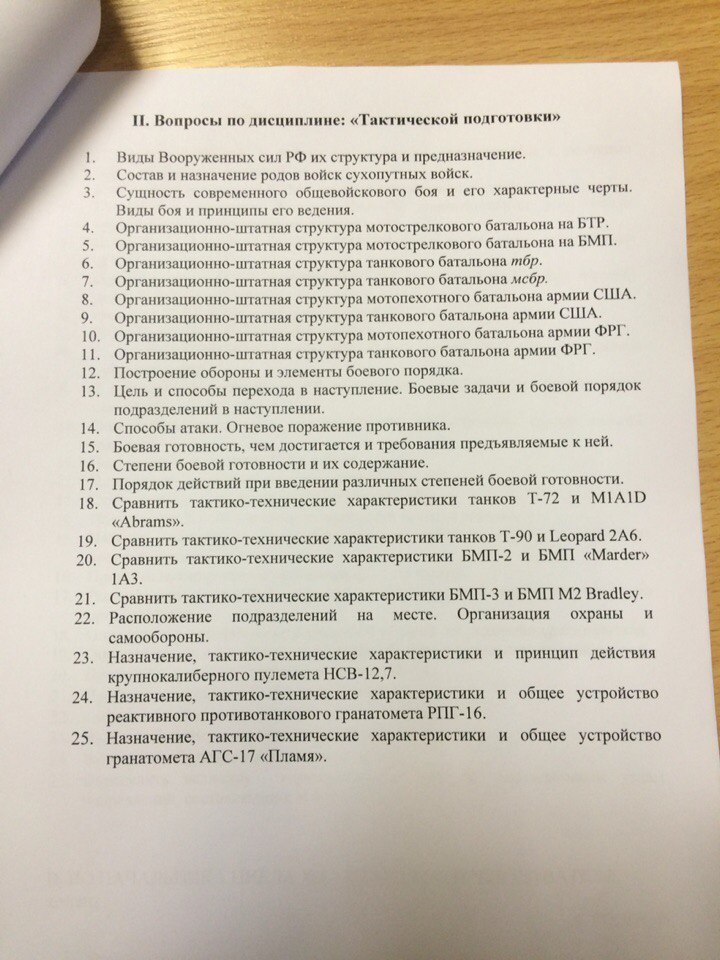 II. Вопросы по дисциплине: «Тактической подготовки»
1. Виды Вооруженных сил РФ их структура и предназначение.
2. Состав и назначение родов войск сухопутных войск.
3. Сущность современного общевойскового боя и его характерные черты.
Виды боя и принципы его ведения.
4. Организационно-штатная структура мотострелкового батальона на БТР.
5. Организационно-штатная структура мотострелкового батальона на БМП.
6. Организационно-штатная структура танкового батальона тбр.
7. Организационно-штатная структура танкового батальона мсбр.
8. Организационно-штатная структура мотопехотного батальона армии США.
9. Организационно-штатная структура танкового батальона армии США.
10. Организационно-штатная структура мотопехотного батальона армии ФРГ.
11. Организационно-штатная структура танкового батальона армии ФРГ.
12. Построение обороны и элементы боевого порядка.
13. Цель и способы перехода в наступление. Боевые задачи и боевой порядок
подразделений в наступлении.
14. Способы атаки. Огневое поражение противника.
15. Боевая готовность, чем достигается и требования предъявляемые к ней.
16. Степени боевой готовности и их содержание.
17. Порядок действий при введении различных степеней боевой готовности.
18. Сравнить тактико-технические характеристики танков Т-72 и M1A1D
«Abrams».
19. Сравнить тактико-технические характеристики танков Т-90 и Leopard 2A6.
20. Сравнить тактико-технические характеристики БМП-2 и БМП «Marder»
1A3.
21. Сравнить тактико-технические характеристики БМП-3 и БМП M2 Bradley.
22. Расположение подразделений на месте. Организация охраны и
самообороны.
23. Назначение, тактико-технические характеристики и принцип действия
крупнокалиберного пулемета НСВ-12,7.
24. Назначение, тактико-технические характеристики и общее устройство
реактивного противотанкового гранатомета РПГ-16.
25. Назначение, тактико-технические характеристики и общее устройство
гранатомета АГС-17 «Пламя».